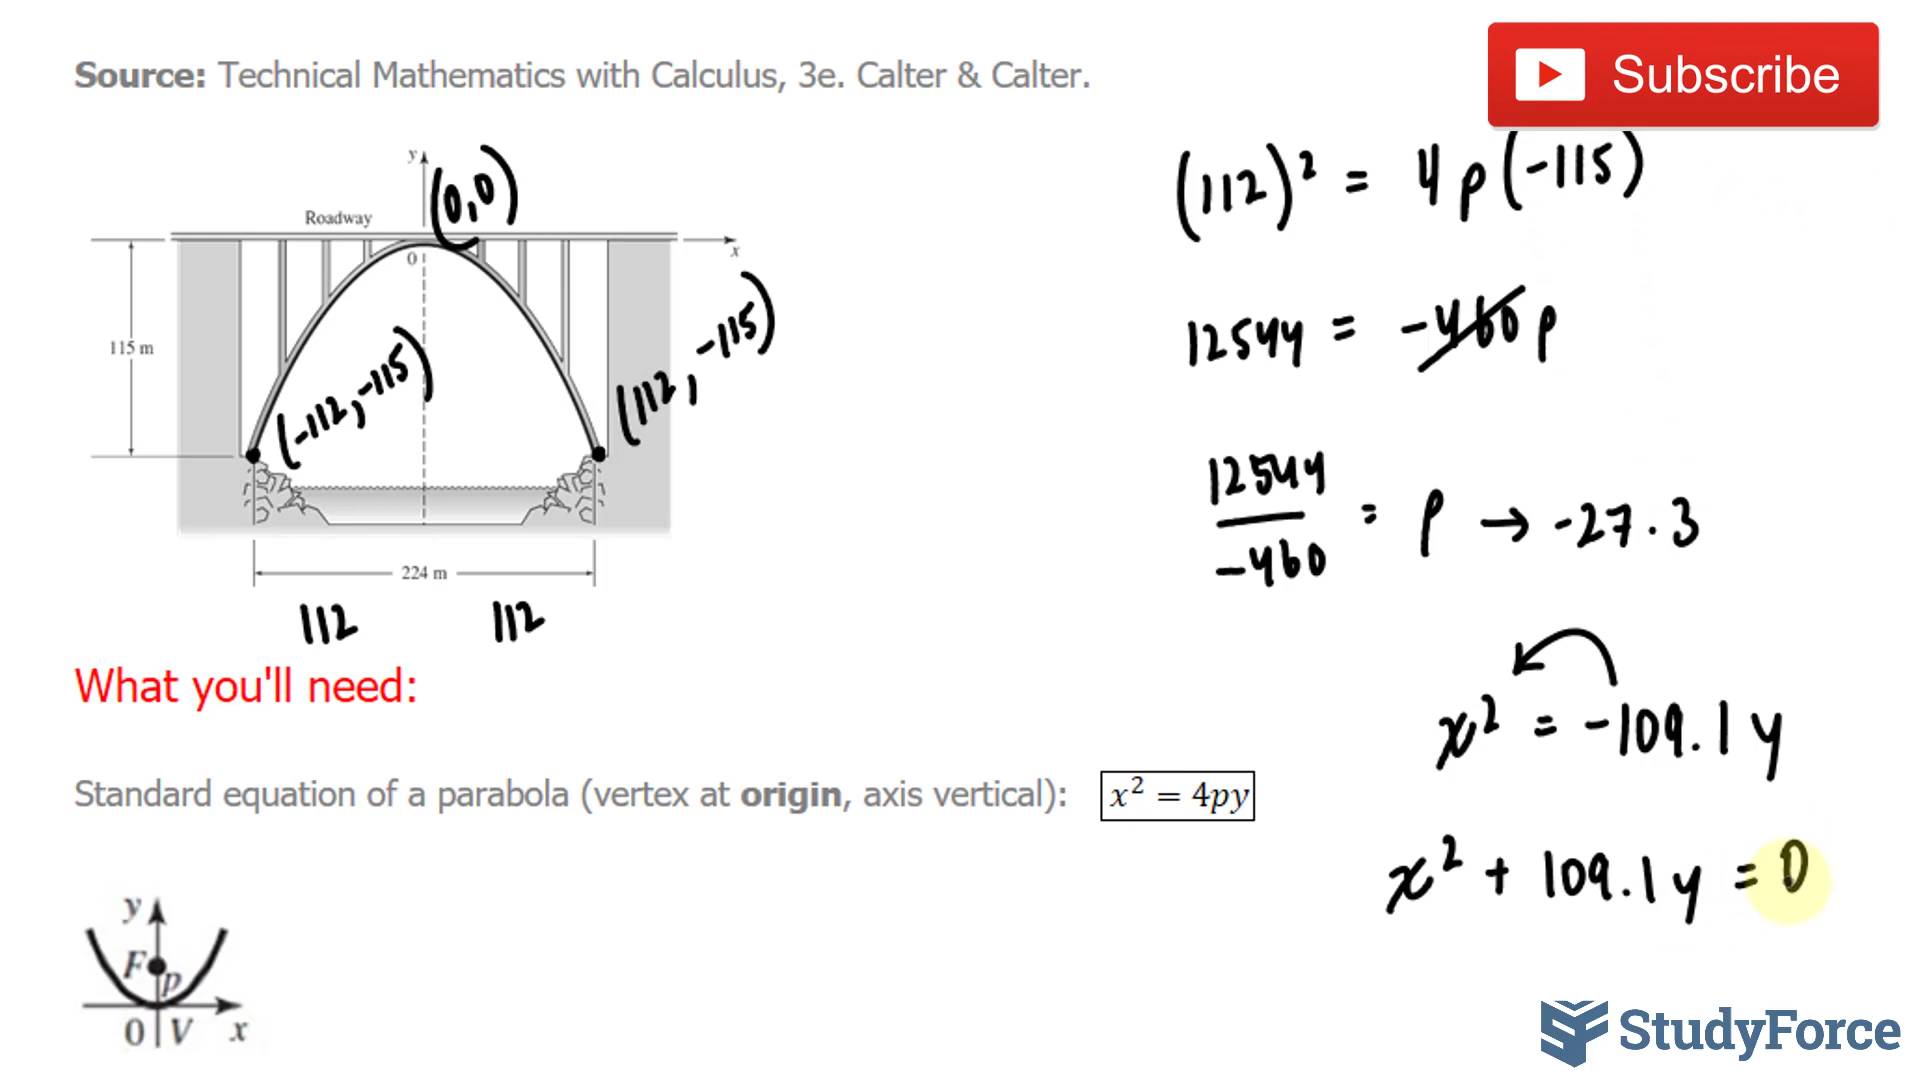 Source: Technical Mathematics with Calculus, 3e. Calter & Calter.
Subscribe
y
(0,0)
Roadway
x
0
115 m
(-112,-115)
(112,-115)
224 m
112
112
(112)² = 4p(-115)
12544 = -460p
12544
-460
= p → -27.3
x² = -109.1y
x² + 109.1y = 0
What you'll need:
Standard equation of a parabola (vertex at origin, axis vertical): x² = 4py
y
F
p
0
V
x
StudyForce